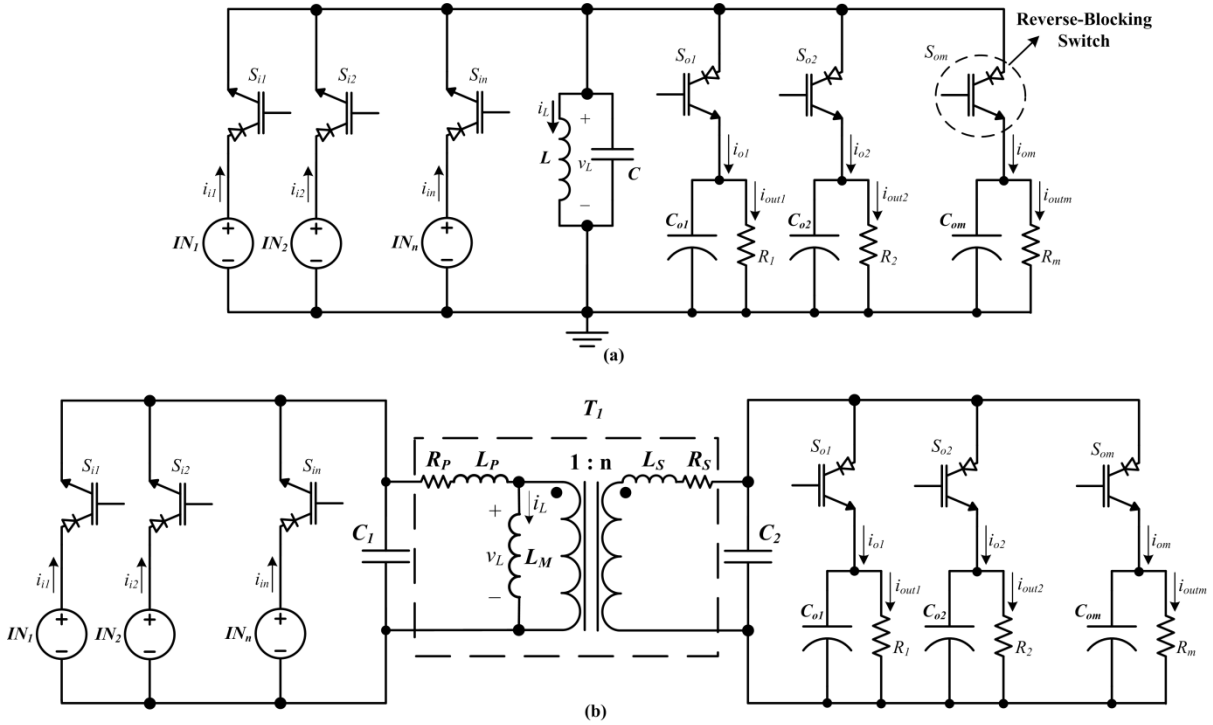 Reverse-Blocking
Switch
S_i1
S_i2
S_in
S_o1
S_o2
S_om
i_L
+
L
v_L
C
–
i_o1
i_o2
i_om
i_i1
i_i2
i_in
i_out1
i_out2
i_outm
IN_1
+
–
IN_2
+
–
IN_n
+
–
C_o1
R_1
C_o2
R_2
C_om
R_m
(a)
T_1
S_i1
S_i2
S_in
R_P
L_P
1 : n
L_S
R_S
S_o1
S_o2
S_om
i_L
+
C_1
v_L
L_M
–
C_2
i_o1
i_o2
i_om
i_i1
i_i2
i_in
i_out1
i_out2
i_outm
IN_1
+
–
IN_2
+
–
IN_n
+
–
C_o1
R_1
C_o2
R_2
C_om
R_m
(b)